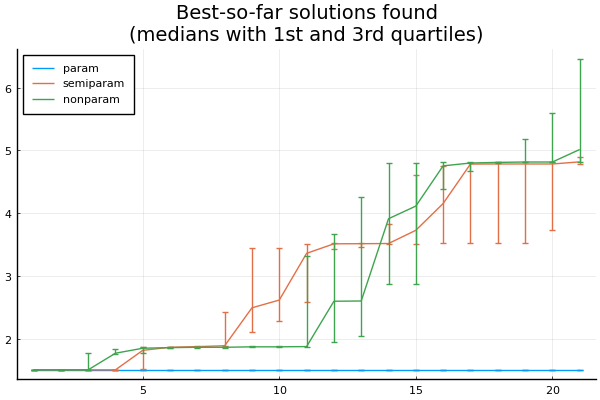 Best-so-far solutions found
(medians with 1st and 3rd quartiles)
param
semiparam
nonparam
6
5
4
3
2
5
10
15
20